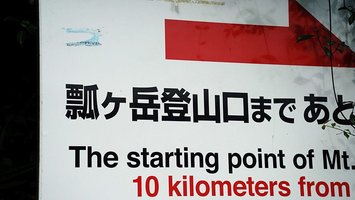 瓢ヶ岳登山口まであと
The starting point of Mt.
10 kilometers from